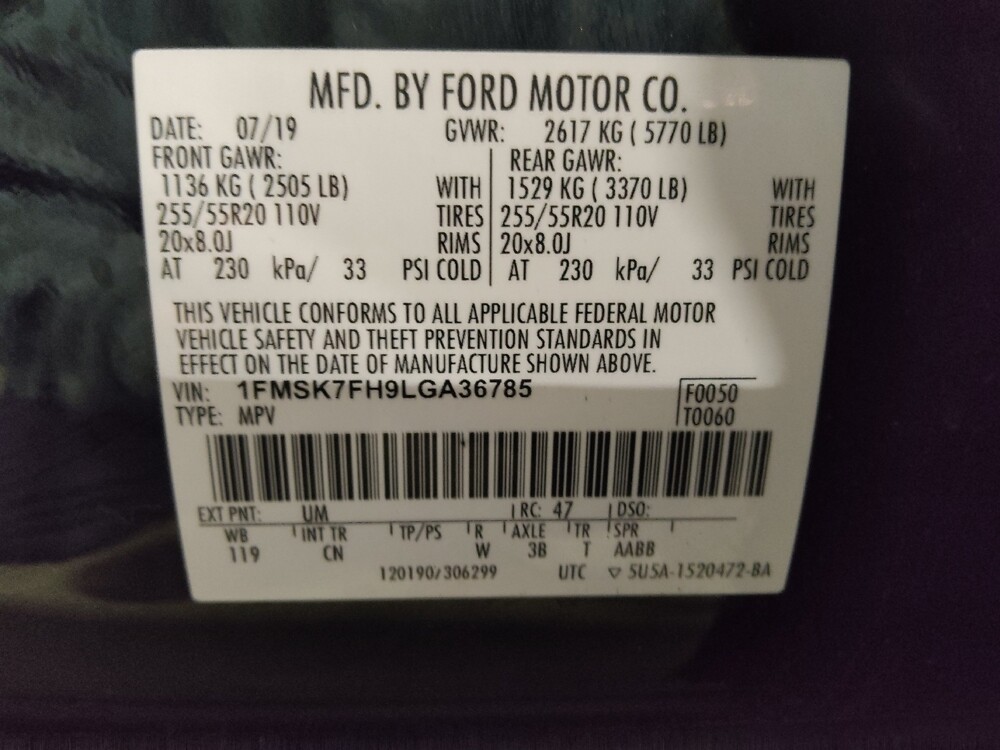 MFD. BY FORD MOTOR CO.
DATE: 07/19 GVWR: 2617 KG ( 5770 LB)
FRONT GAWR: REAR GAWR:
1136 KG ( 2505 LB) WITH 1529 KG ( 3370 LB) WITH
255/55R20 110V TIRES 255/55R20 110V TIRES
20x8.0J RIMS 20x8.0J RIMS
AT 230 kPa/ 33 PSI COLD AT 230 kPa/ 33 PSI COLD
THIS VEHICLE CONFORMS TO ALL APPLICABLE FEDERAL MOTOR
VEHICLE SAFETY AND THEFT PREVENTION STANDARDS IN
EFFECT ON THE DATE OF MANUFACTURE SHOWN ABOVE.
VIN: 1FMSK7FH9LGA36785 F0050
TYPE: MPV T0060
EXT PNT: UM RC: 47 DSO:
WB INT TR TP/PS R AXLE TR SPR
119 CN W 3B T AABB
120190/306299 UTC ▽ 5U5A-1520472-BA